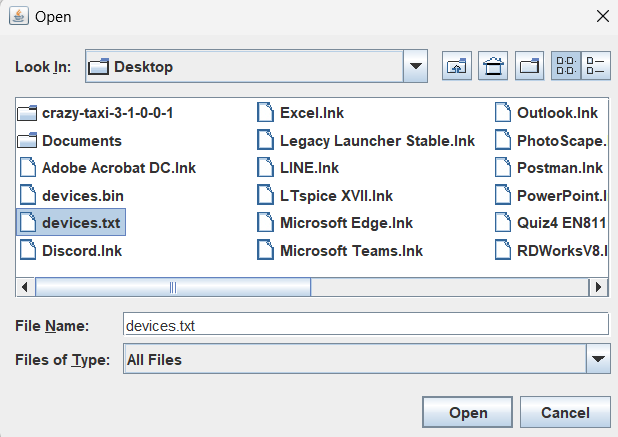 Open
Look In: Desktop
crazy-taxi-3-1-0-0-1
Documents
Adobe Acrobat DC.lnk
devices.bin
devices.txt
Discord.lnk
Excel.lnk
Legacy Launcher Stable.lnk
LINE.lnk
LTspice XVII.lnk
Microsoft Edge.lnk
Microsoft Teams.lnk
Outlook.lnk
PhotoScape.
Postman.lnk
PowerPoint.l
Quiz4 EN811
RDWorksV8.l
File Name: devices.txt
Files of Type: All Files
Open Cancel